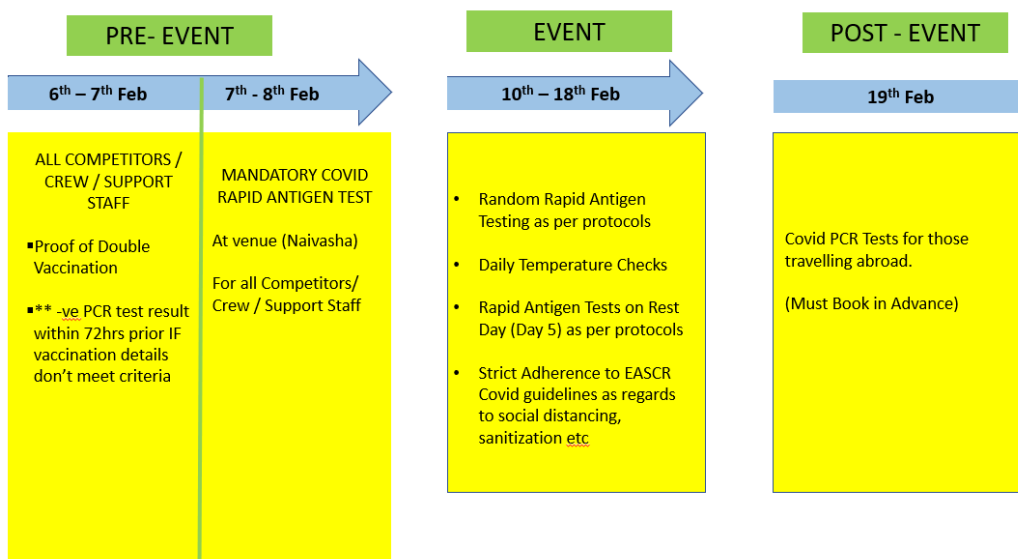 PRE- EVENT
6th – 7th Feb
7th - 8th Feb
ALL COMPETITORS /
CREW / SUPPORT
STAFF
▪Proof of Double
Vaccination
▪** -ve PCR test result
within 72hrs prior IF
vaccination details
don’t meet criteria
MANDATORY COVID
RAPID ANTIGEN TEST
At venue (Naivasha)
For all Competitors/
Crew / Support Staff
EVENT
10th – 18th Feb
• Random Rapid Antigen
Testing as per protocols
• Daily Temperature Checks
• Rapid Antigen Tests on Rest
Day (Day 5) as per protocols
• Strict Adherence to EASCR
Covid guidelines as regards
to social distancing,
sanitization etc
POST - EVENT
19th Feb
Covid PCR Tests for those
travelling abroad.
(Must Book in Advance)